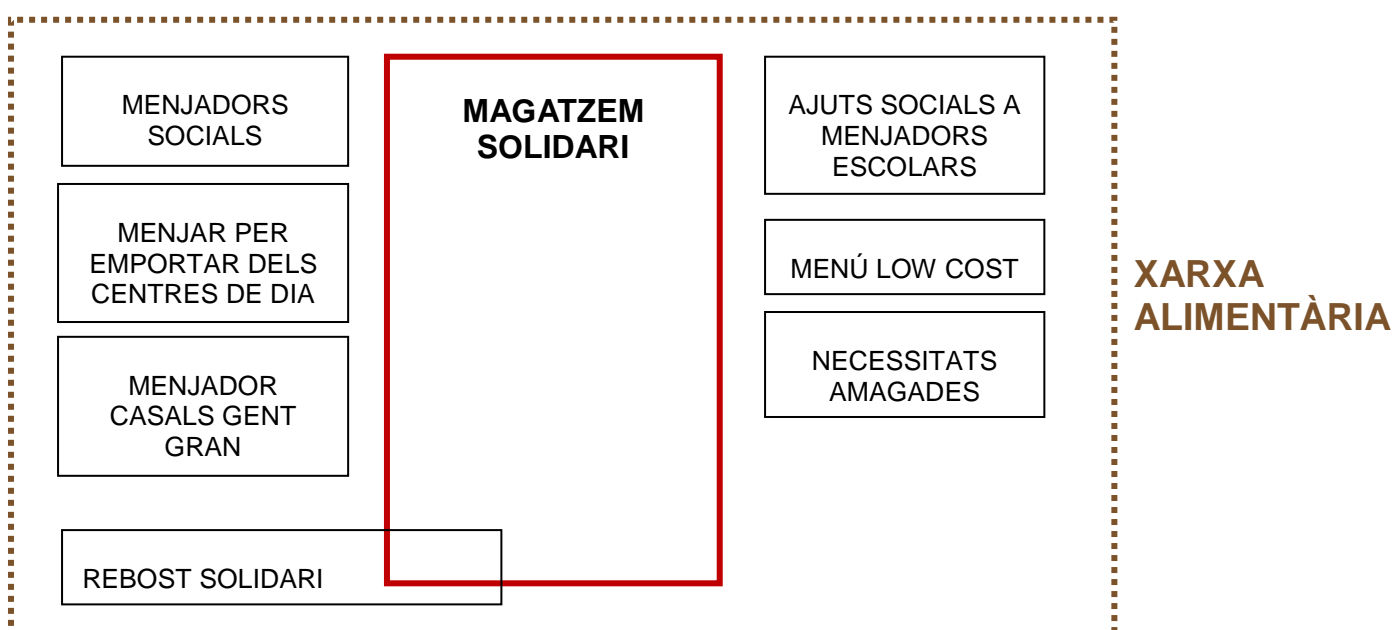 MENJADORS
SOCIALS
MENJAR PER
EMPORTAR DELS
CENTRES DE DIA
MENJADOR
CASALS GENT
GRAN
REBOST SOLIDARI
MAGATZEM
SOLIDARI
AJUTS SOCIALS A
MENJADORS
ESCOLARS
MENÚ LOW COST
NECESSITATS
AMAGADES
XARXA
ALIMENTÀRIA